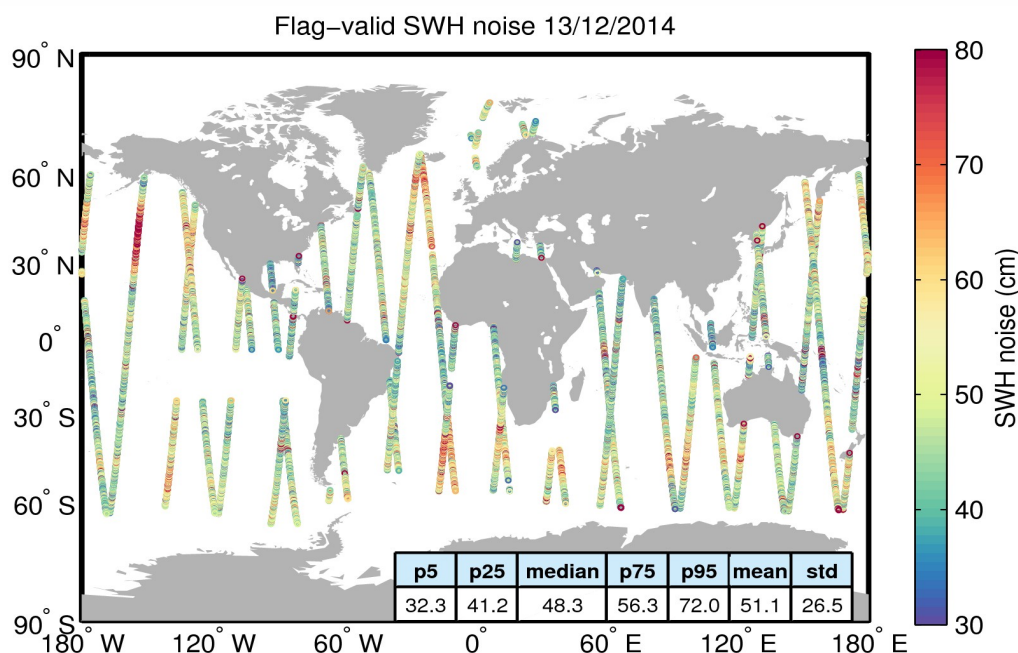 Flag−valid SWH noise 13/12/2014
90° N
60° N
30° N
0°
30° S
60° S
90° S
180° W
120° W
60° W
0°
60° E
120° E
180° E
p5 p25 median p75 p95 mean std
32.3 41.2 48.3 56.3 72.0 51.1 26.5
80
70
60
50
40
30
SWH noise (cm)